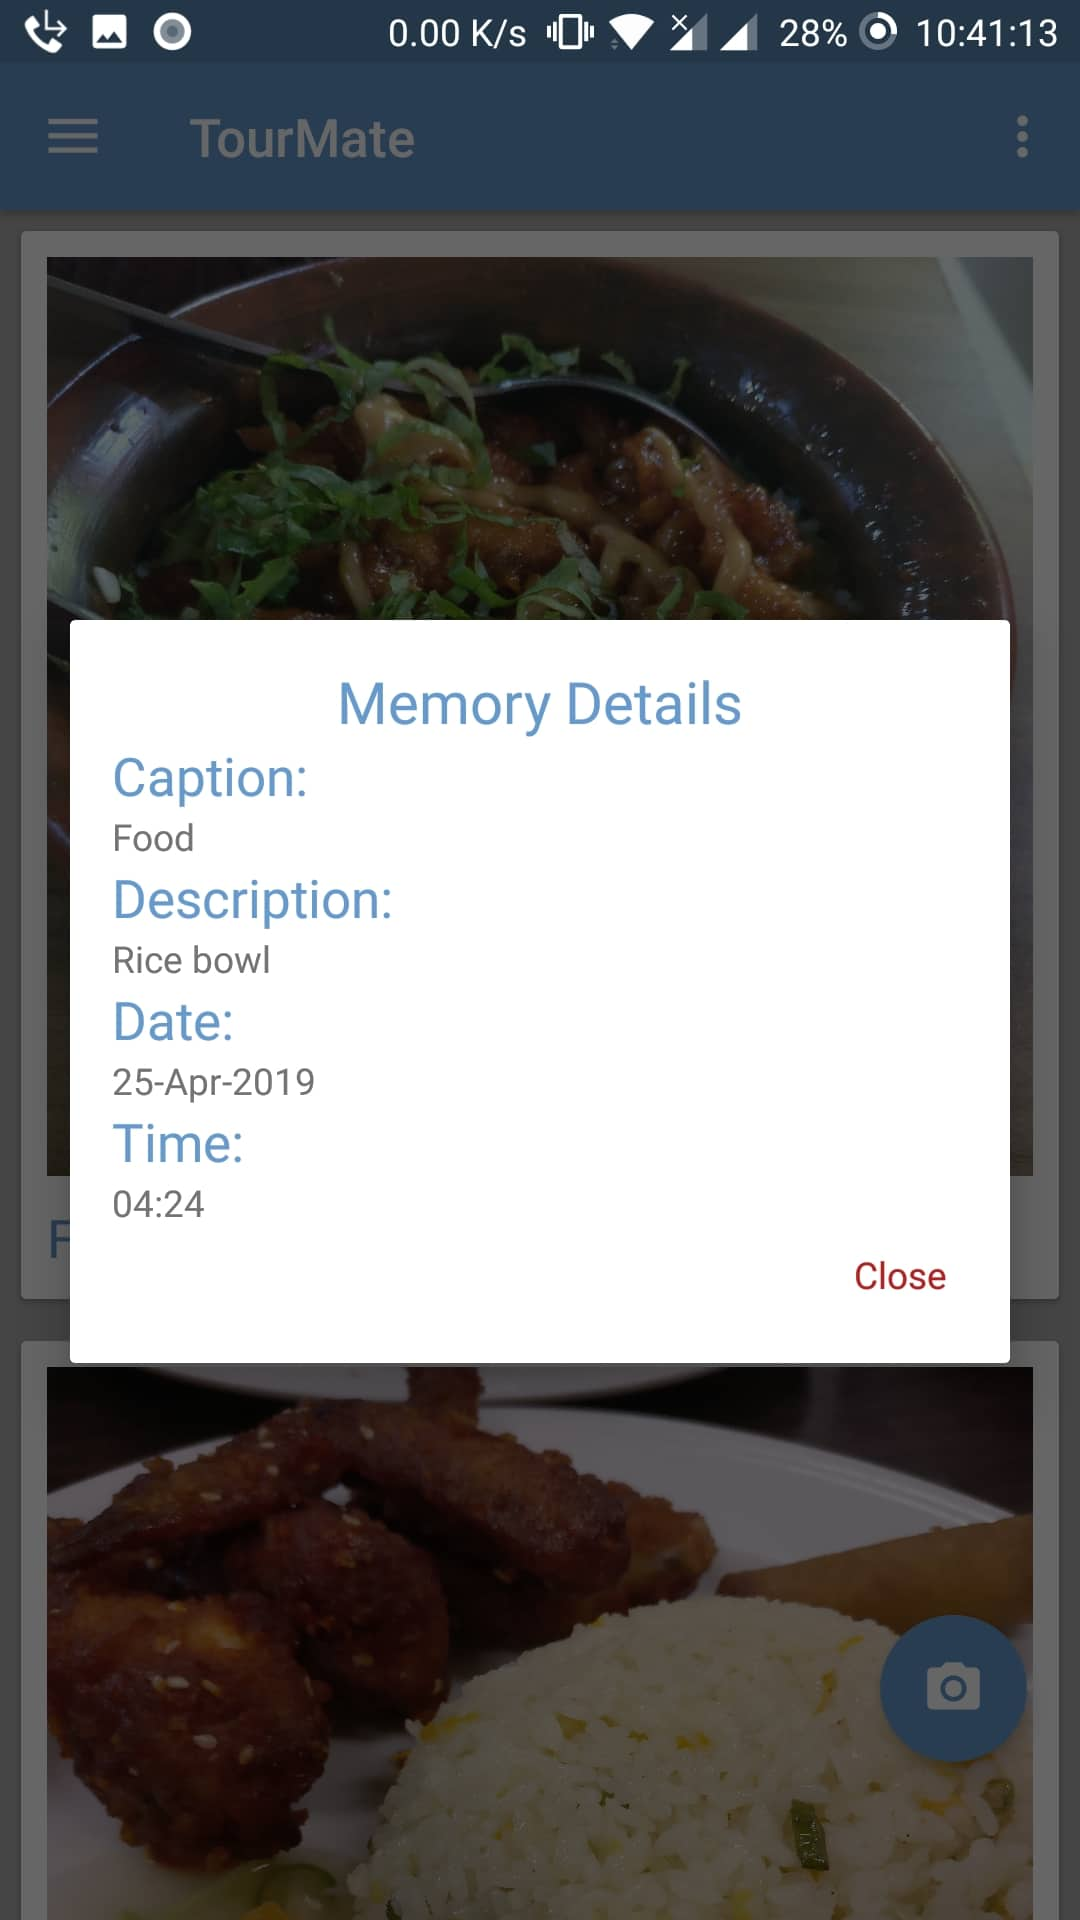 0.00 K/s 28% 10:41:13
TourMate
Memory Details
Caption:
Food
Description:
Rice bowl
Date:
25-Apr-2019
Time:
04:24
Close